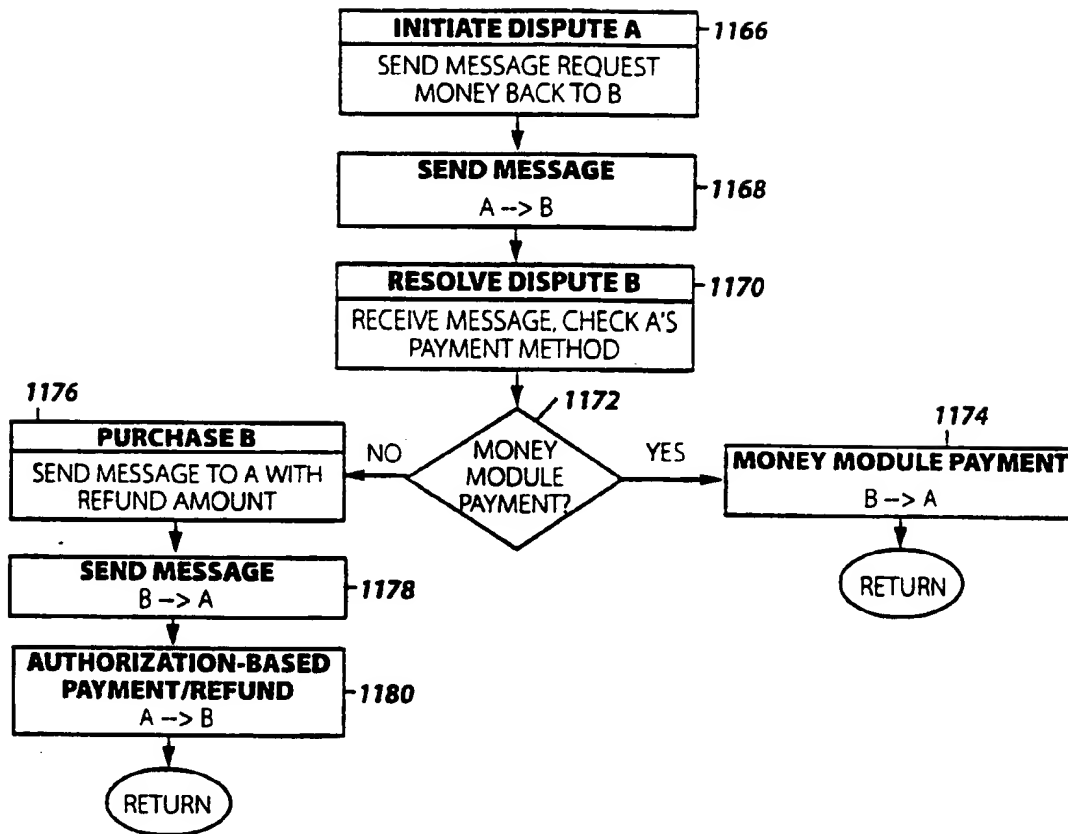 INITIATE DISPUTE A
1166
SEND MESSAGE REQUEST
MONEY BACK TO B
SEND MESSAGE
1168
A --> B
RESOLVE DISPUTE B
1170
RECEIVE MESSAGE, CHECK A'S
PAYMENT METHOD
1172
MONEY
MODULE
PAYMENT?
NO
YES
1176
PURCHASE B
SEND MESSAGE TO A WITH
REFUND AMOUNT
1174
MONEY MODULE PAYMENT
B --> A
RETURN
SEND MESSAGE
1178
B --> A
AUTHORIZATION-BASED
PAYMENT/REFUND
1180
A --> B
RETURN